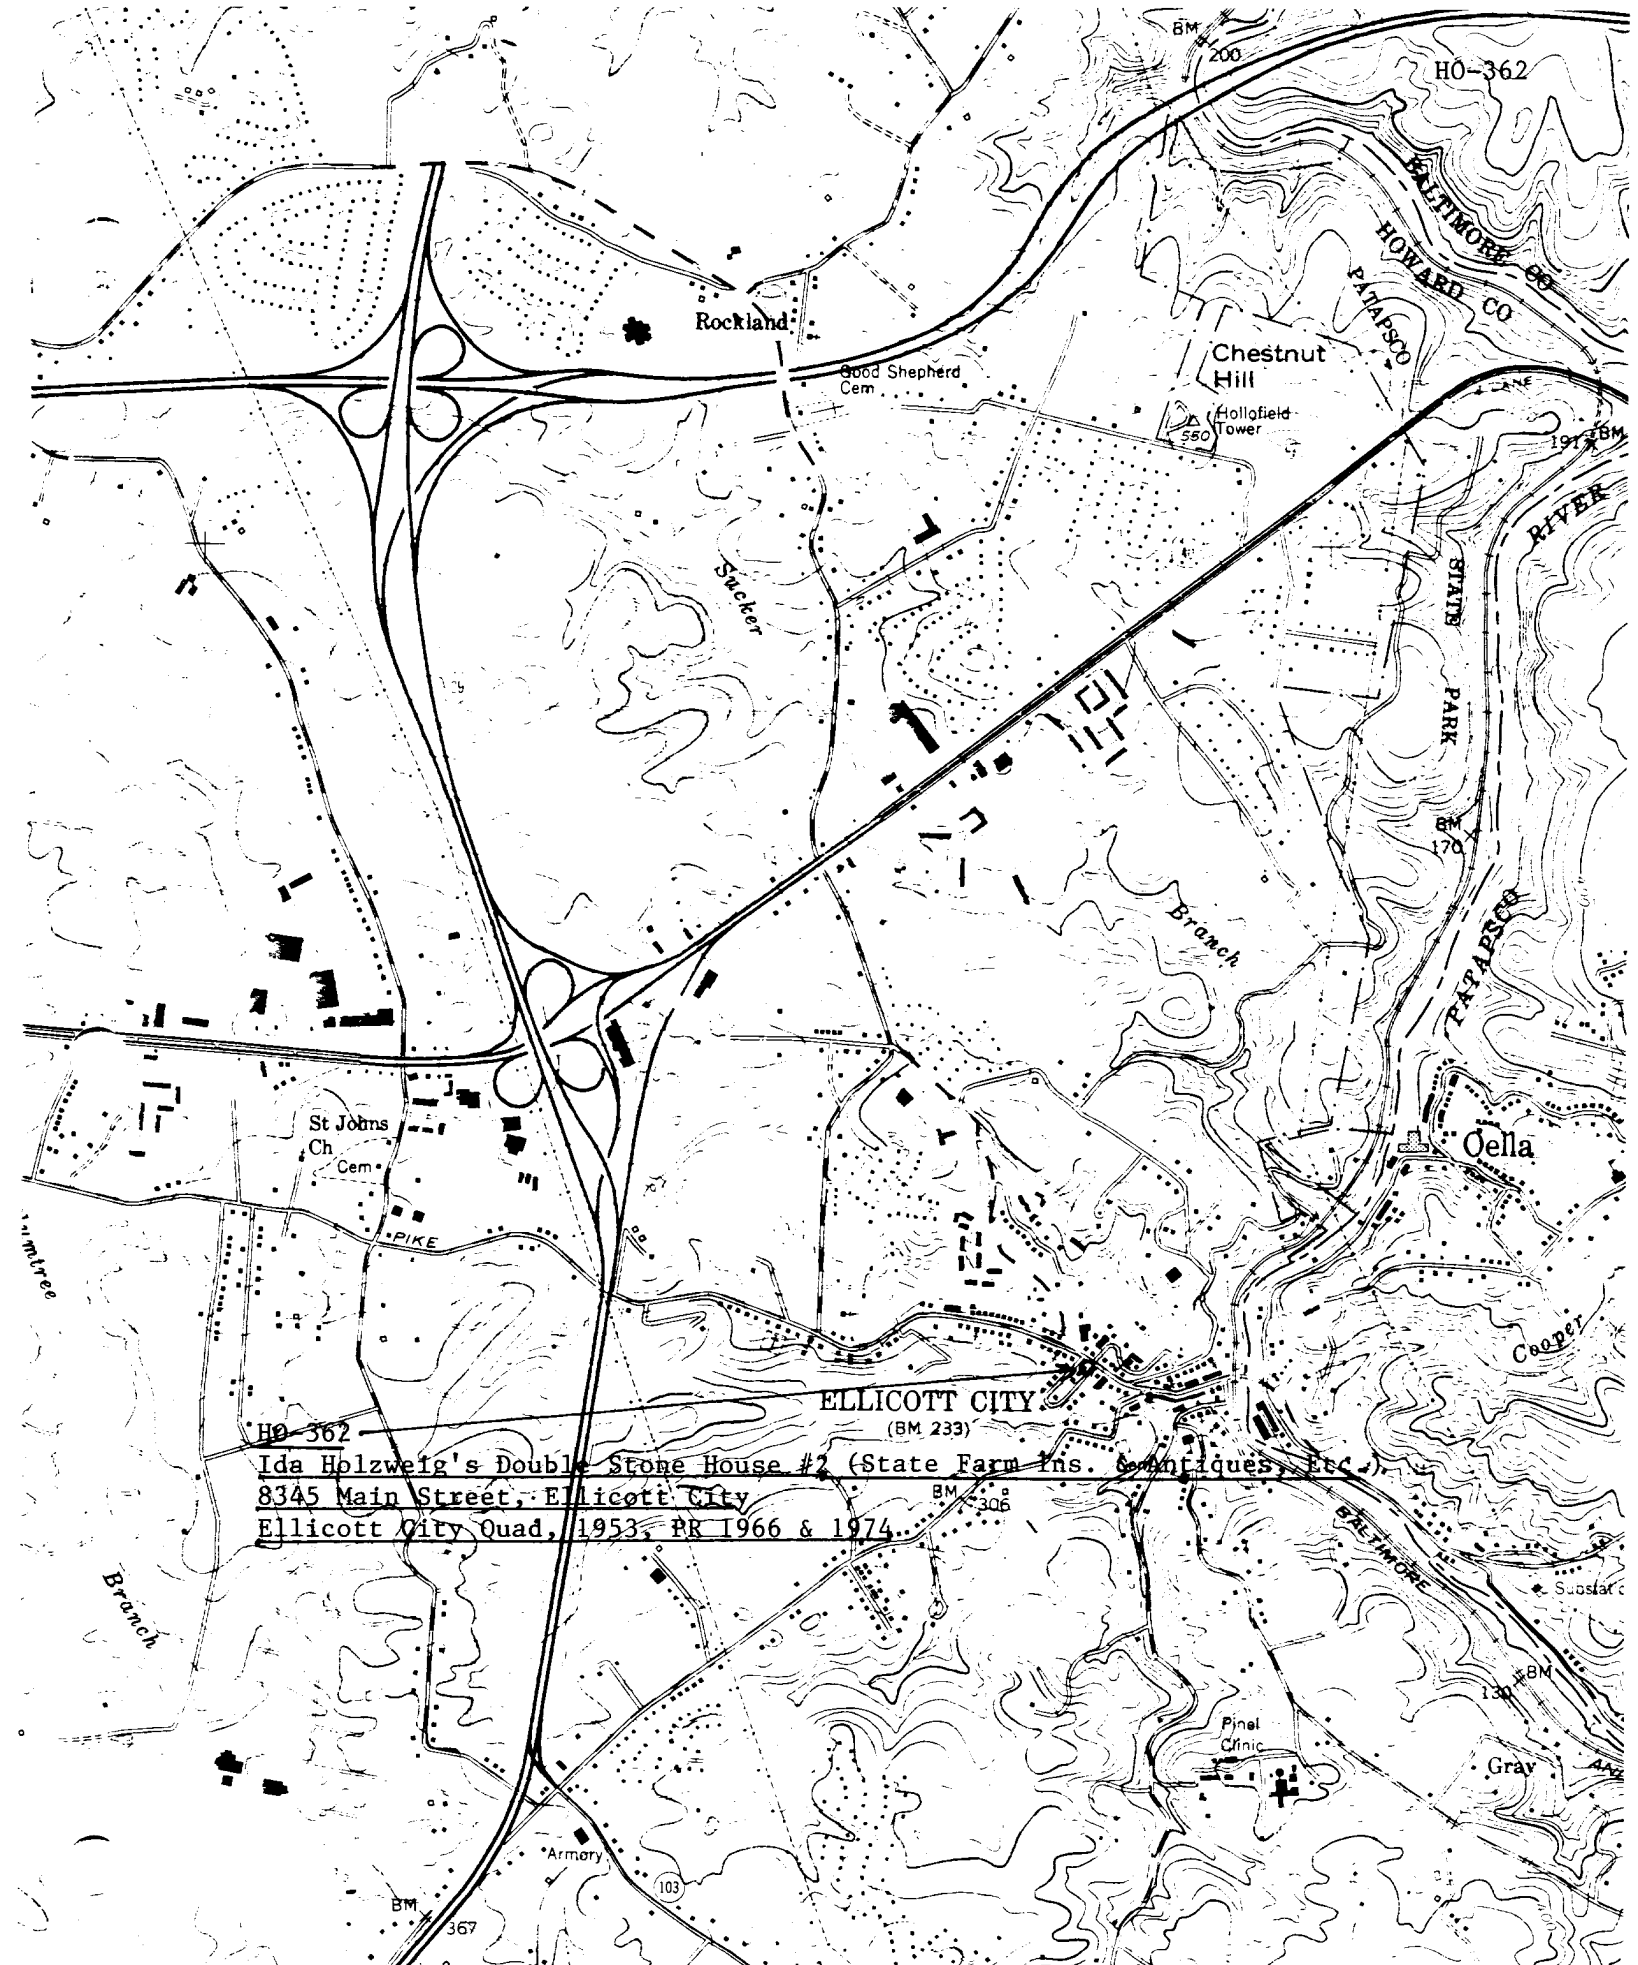 BM
200
HO-362
BALTIMORE CO
HOWARD CO
PATAPSCO
Rockland
Chestnut
Hill
Good Shepherd
Cem
LANE
Hollofield
Tower
550
191 BM
RIVER
Sucker
STATE
PARK
BM
170
Branch
PATAPSCO
St Johns
Ch
Cem
Oella
PIKE
Cooper
ELLICOTT CITY
(BM 233)
HO-362
Ida Holzweig's Double Stone House #2 (State Farm Ins. & Antiques, Etc.)
8345 Main Street, Ellicott City
BM
306
Ellicott City Quad, 1953, PR 1966 & 1974
BALTIMORE
Branch
BM
130
Pinel
Clinic
Gray
AND
Armory
103
BM
367